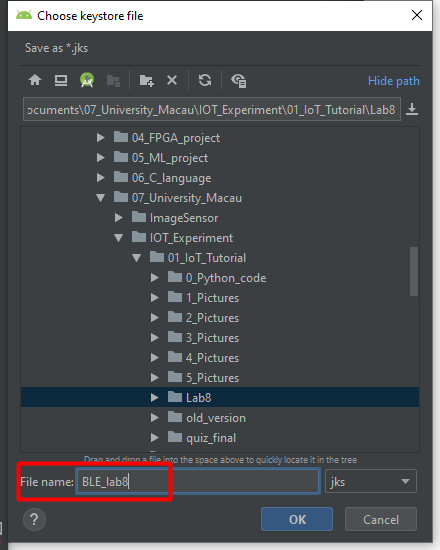 Choose keystore file
Save as *.jks
Hide path
ocuments\07_University_Macau\IOT_Experiment\01_IoT_Tutorial\Lab8
04_FPGA_project
05_ML_project
06_C_language
07_University_Macau
ImageSensor
IOT_Experiment
01_IoT_Tutorial
0_Python_code
1_Pictures
2_Pictures
3_Pictures
4_Pictures
5_Pictures
Lab8
old_version
quiz_final
Drag and drop a file into the space above to quickly locate it in the tree
File name: BLE_lab8 jks
? OK Cancel